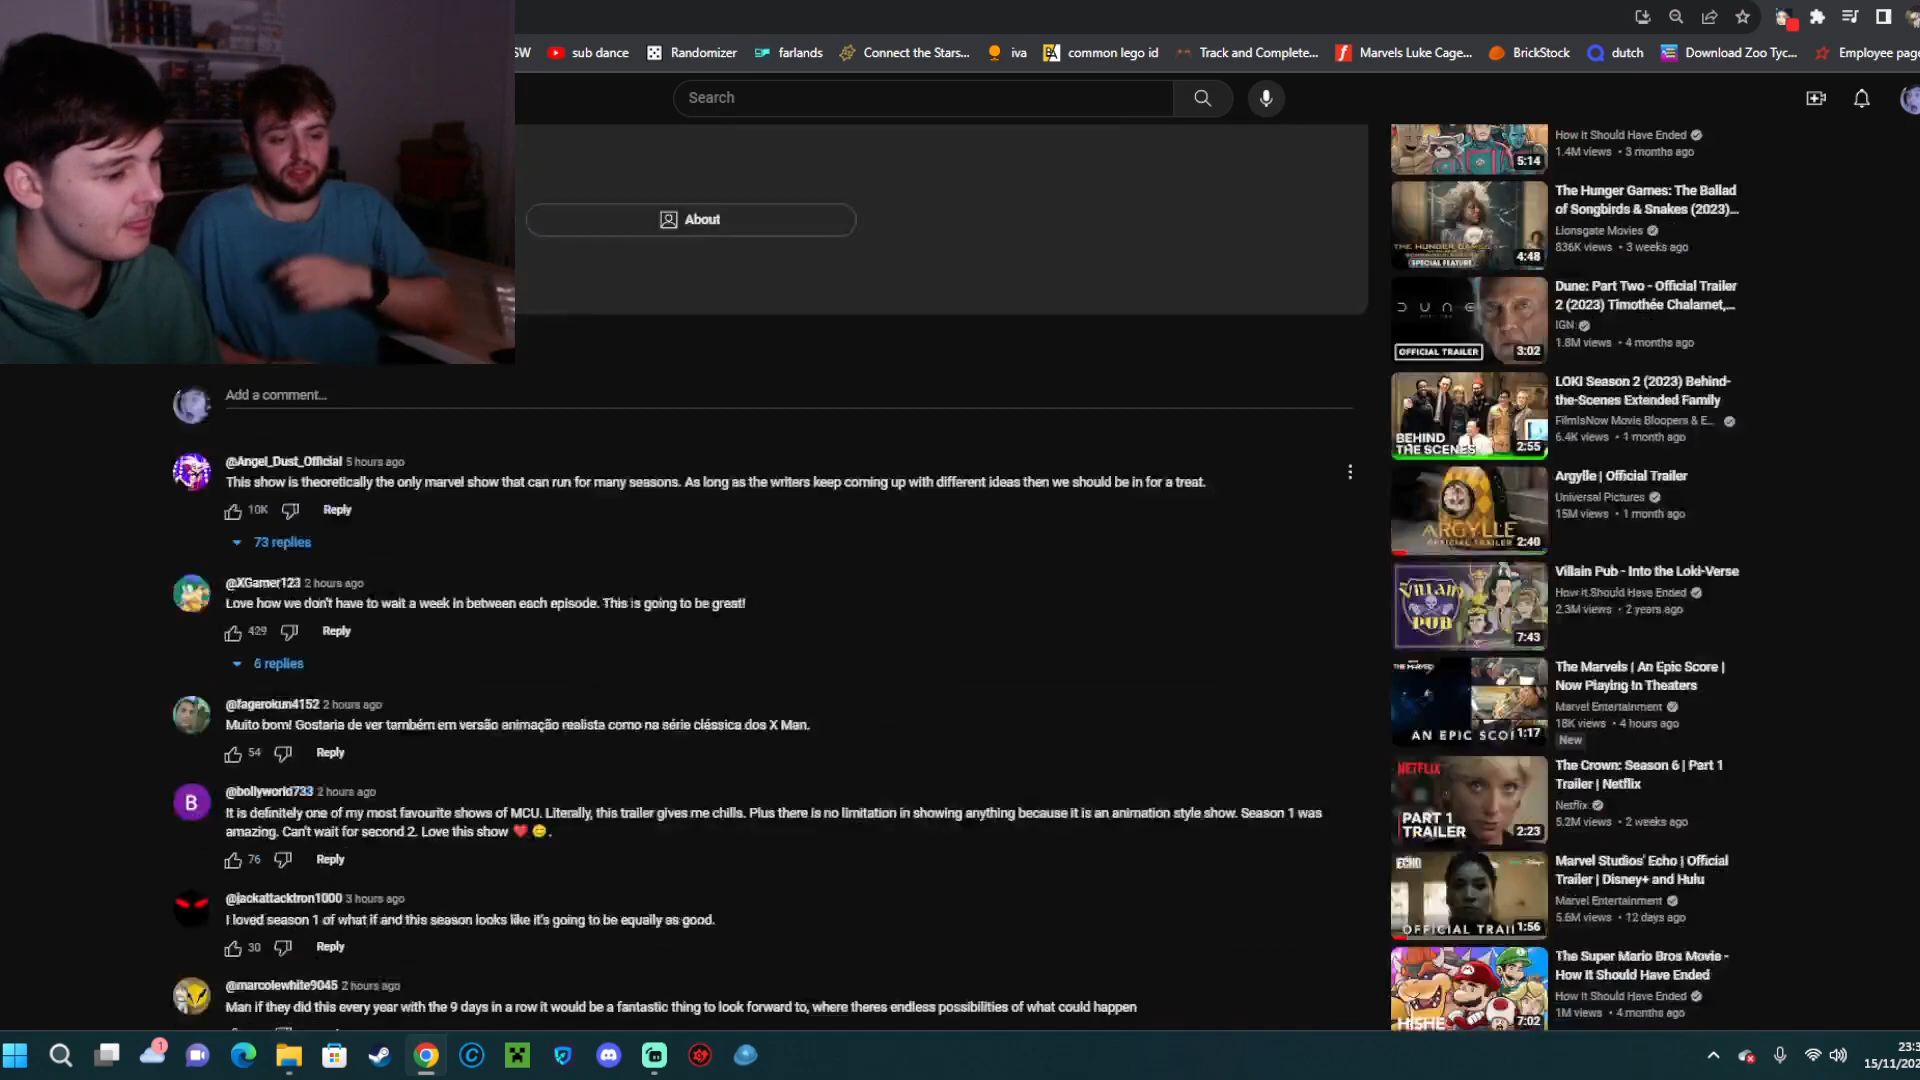 SW
sub dance
Randomizer
farlands
Connect the Stars...
iva
common lego id
Track and Complete...
Marvels Luke Cage...
BrickStock
dutch
Download Zoo Tyc...
Employee page
Search
About
Add a comment...
@Angel_Dust_Official 5 hours ago
This show is theoretically the only marvel show that can run for many seasons. As long as the writers keep coming up with different ideas then we should be in for a treat.
10K Reply
73 replies
@XGamer123 2 hours ago
Love how we don't have to wait a week in between each episode. This is going to be great!
429 Reply
6 replies
@fagerokun4152 2 hours ago
Muito bom! Gostaria de ver também em versão animação realista como na série cléssica dos X Man.
54 Reply
B
@bollyworld733 2 hours ago
It is definitely one of my most favourite shows of MCU. Literally, this trailer gives me chills. Plus there is no limitation in showing anything because it is an animation style show. Season 1 was
amazing. Can't wait for second 2. Love this show ❤️ 😊.
76 Reply
@jackattacktron1000 3 hours ago
I loved season 1 of what if and this season looks like it's going to be equally as good.
30 Reply
@marcolewhite9045 2 hours ago
Man if they did this every year with the 9 days in a row it would be a fantastic thing to look forward to, where theres endless possibilities of what could happen
5:14
How It Should Have Ended
1.4M views • 3 months ago
THE HUNGER GAMES
SPECIAL FEATURE
4:48
The Hunger Games: The Ballad
of Songbirds & Snakes (2023)...
Lionsgate Movies
836K views • 3 weeks ago
DUNE
OFFICIAL TRAILER
3:02
Dune: Part Two - Official Trailer
2 (2023) Timothée Chalamet,...
IGN
1.8M views • 4 months ago
BEHIND
THE SCENES
2:55
LOKI Season 2 (2023) Behind-
the-Scenes Extended Family
FilmIsNow Movie Bloopers & E...
6.4K views • 1 month ago
ARGYLLE
OFFICIAL TRAILER
2:40
Argylle | Official Trailer
Universal Pictures
15M views • 1 month ago
VILLAIN
PUB
7:43
Villain Pub - Into the Loki-Verse
How It Should Have Ended
2.3M views • 2 years ago
THE MARVELS
AN EPIC SCO
1:17
The Marvels | An Epic Score |
Now Playing In Theaters
Marvel Entertainment
18K views • 4 hours ago
New
NETFLIX
PART 1
TRAILER
2:23
The Crown: Season 6 | Part 1
Trailer | Netflix
Netflix
5.2M views • 2 weeks ago
ECHO
OFFICIAL TRAI
1:56
Marvel Studios' Echo | Official
Trailer | Disney+ and Hulu
Marvel Entertainment
5.6M views • 12 days ago
HISHE
7:02
The Super Mario Bros Movie -
How It Should Have Ended
How It Should Have Ended
1M views • 4 months ago
1
23:3
15/11/202